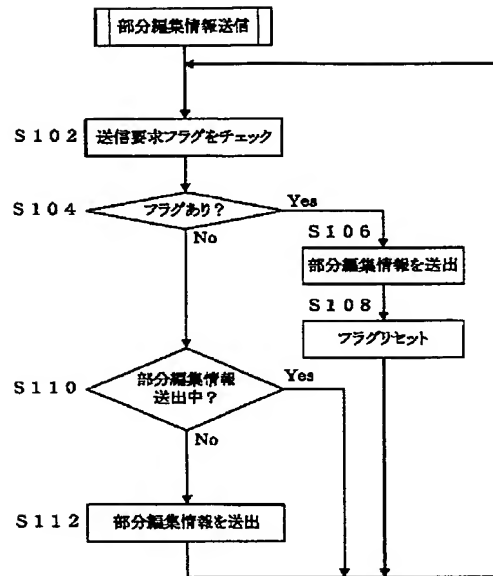 部分編集情報送信
S102
送信要求フラグをチェック
S104
フラグあり?
Yes
No
S106
部分編集情報を送出
S108
フラグリセット
S110
部分編集情報
送出中?
Yes
No
S112
部分編集情報を送出